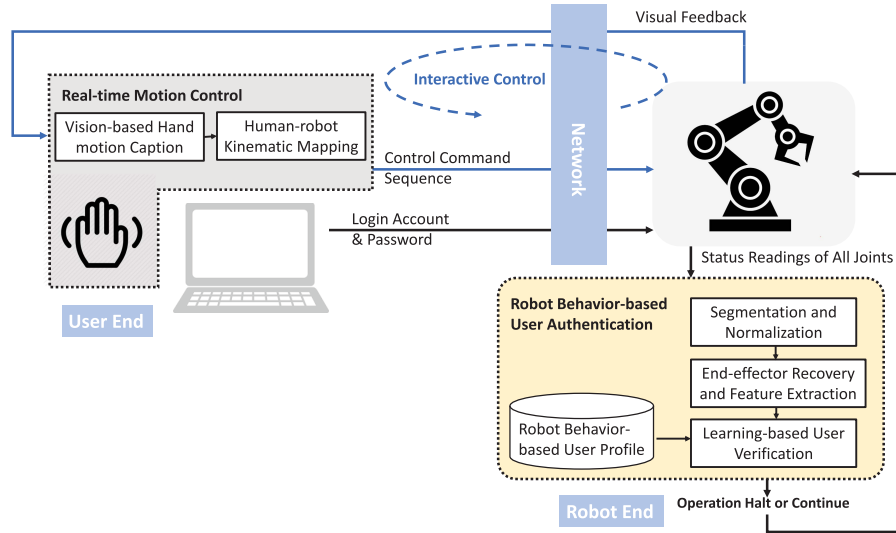 Visual Feedback
Interactive Control
Real-time Motion Control
Vision-based Hand
motion Caption
Human-robot
Kinematic Mapping
Network
Control Command
Sequence
Login Account
& Password
Status Readings of All Joints
User End
Robot Behavior-based
User Authentication
Segmentation and
Normalization
End-effector Recovery
and Feature Extraction
Robot Behavior-
based User Profile
Learning-based User
Verification
Operation Halt or Continue
Robot End